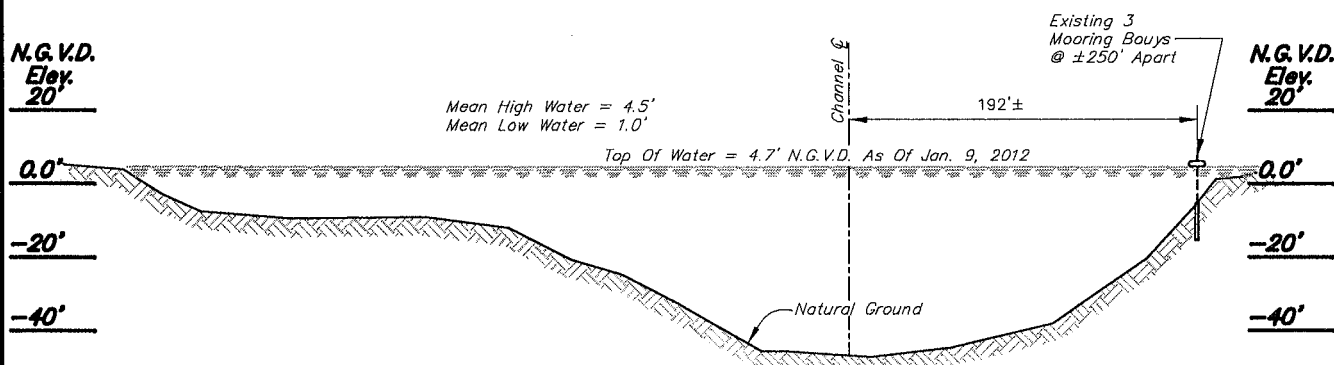 Existing 3
Mooring Bouys
@ ±250' Apart
N.G.V.D.
Elev.
20'
N.G.V.D.
Elev.
20'
Channel ℄
192'±
Mean High Water = 4.5'
Mean Low Water = 1.0'
Top Of Water = 4.7' N.G.V.D. As Of Jan. 9, 2012
0.0'
0.0'
-20'
-20'
Natural Ground
-40'
-40'